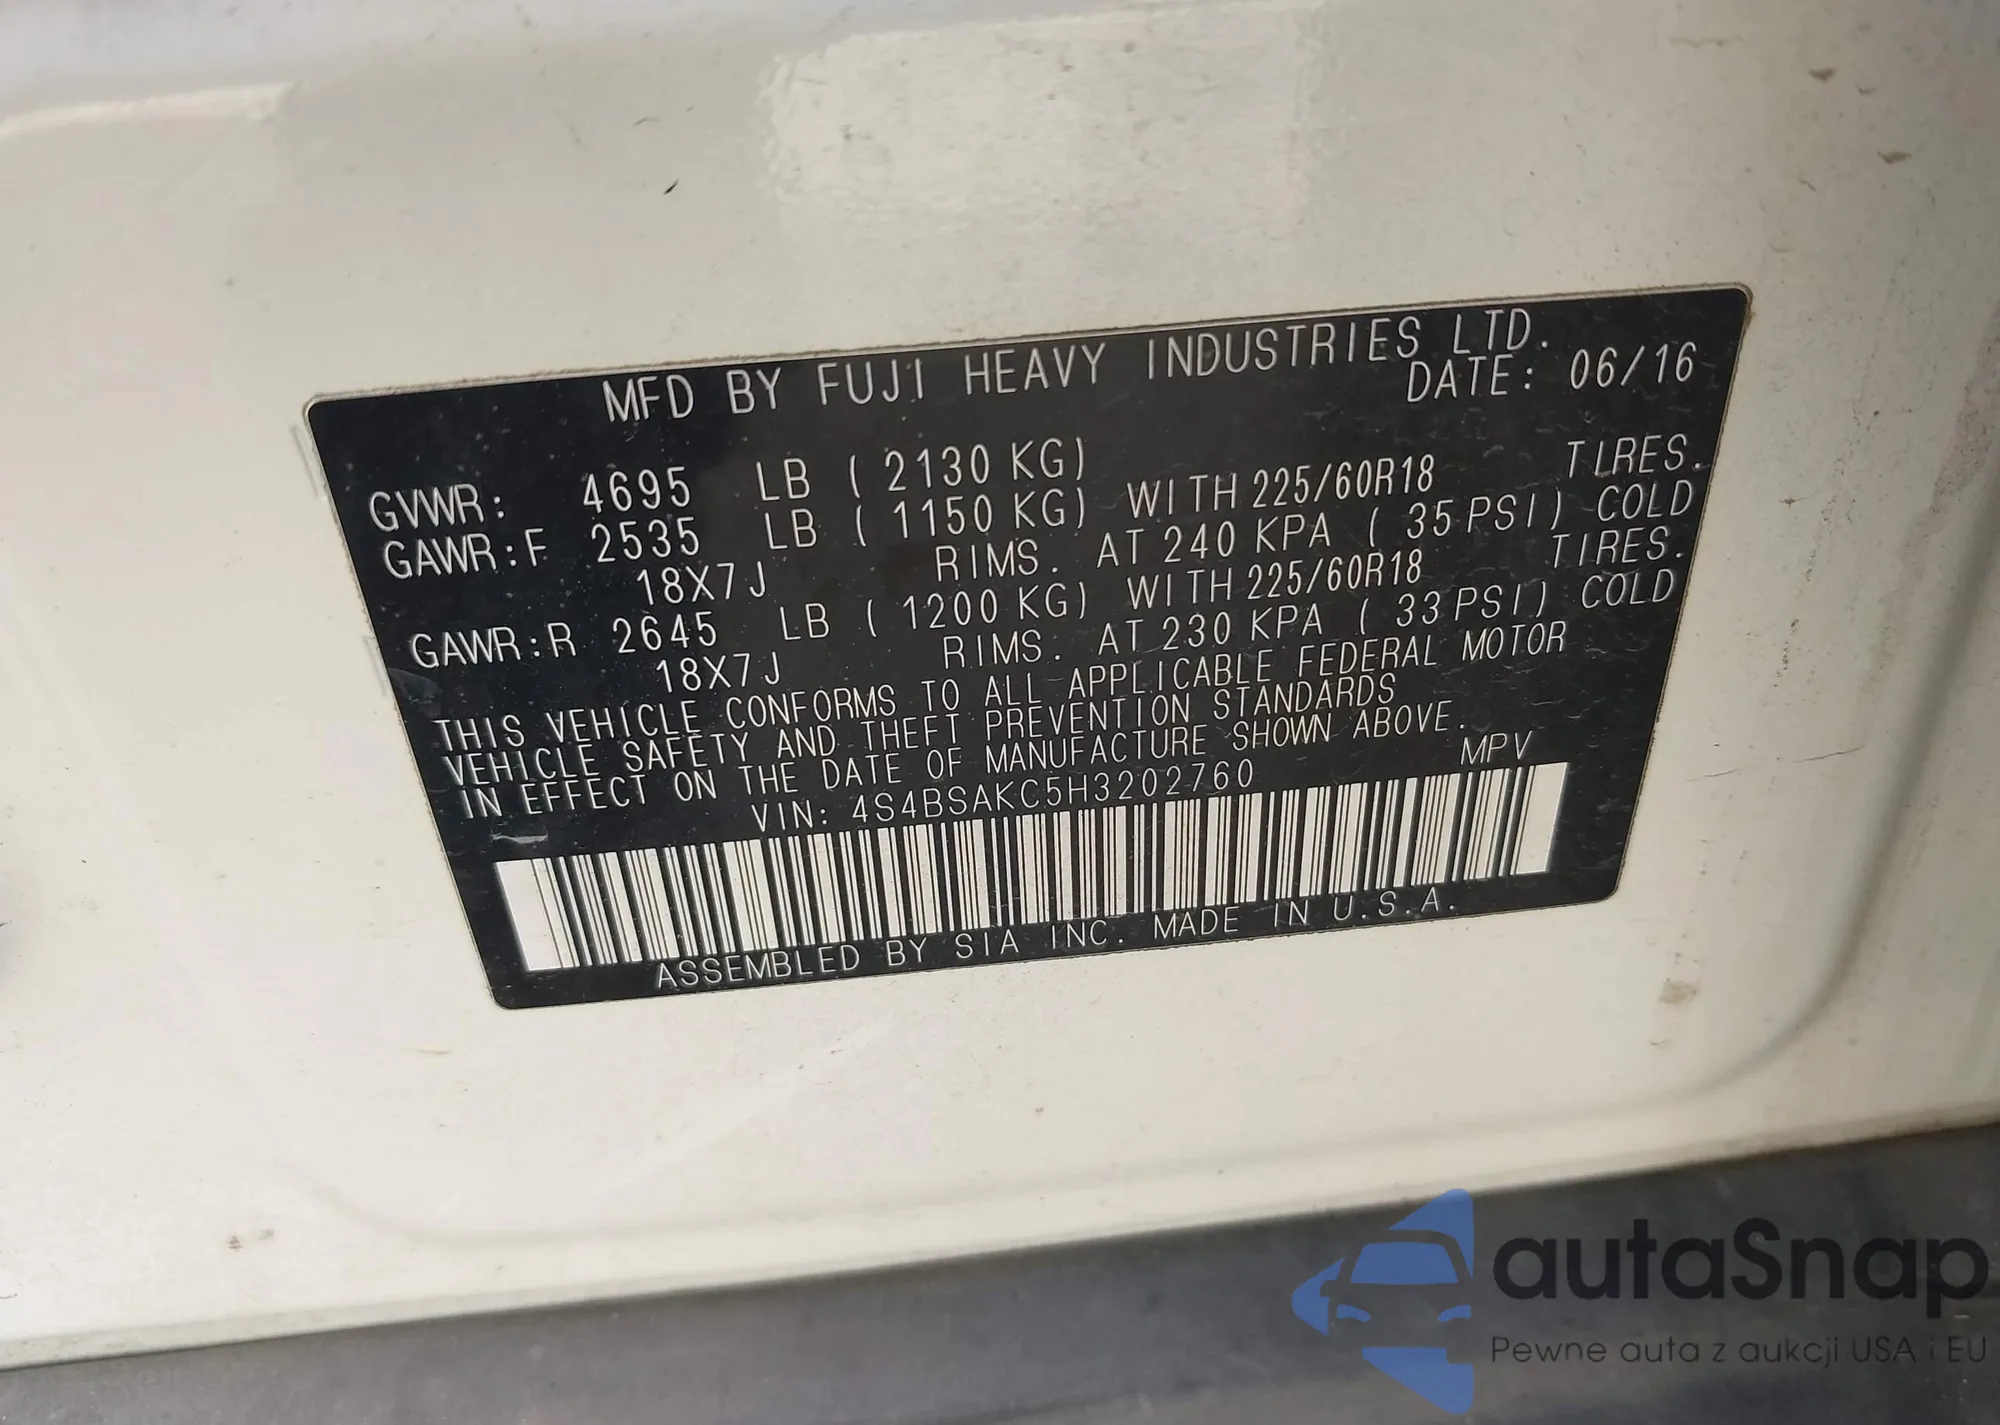 MFD BY FUJI HEAVY INDUSTRIES LTD.
DATE: 06/16
GVWR: 4695 LB ( 2130 KG)
GAWR:F 2535 LB ( 1150 KG) WITH 225/60R18 TIRES.
18X7J RIMS. AT 240 KPA ( 35PSI) COLD
GAWR:R 2645 LB ( 1200 KG) WITH 225/60R18 TIRES.
18X7J RIMS. AT 230 KPA ( 33PSI) COLD
THIS VEHICLE CONFORMS TO ALL APPLICABLE FEDERAL MOTOR
VEHICLE SAFETY AND THEFT PREVENTION STANDARDS
IN EFFECT ON THE DATE OF MANUFACTURE SHOWN ABOVE.
VIN: 4S4BSAKC5H3202760 MPV
ASSEMBLED BY SIA INC. MADE IN U.S.A.
autaSnap
Pewne auta z aukcji USA i EU